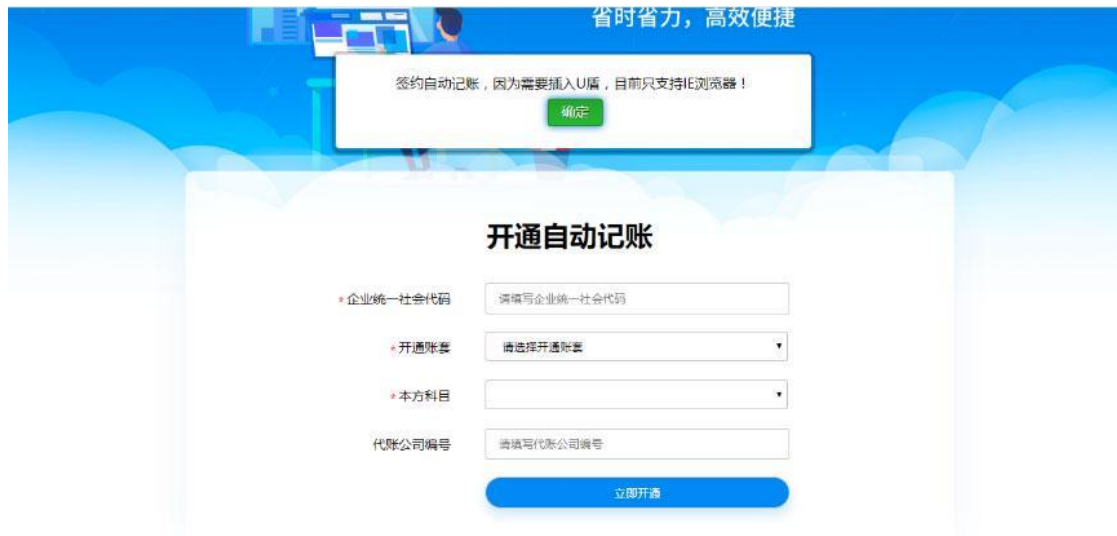 省时省力，高效便捷
签约自动记账，因为需要插入U盾，目前只支持IE浏览器！
确定
开通自动记账
*企业统一社会代码 请填写企业统一社会代码
*开通账套 请选择开通账套
*本方科目
代账公司编号 请填写代账公司编号
立即开通